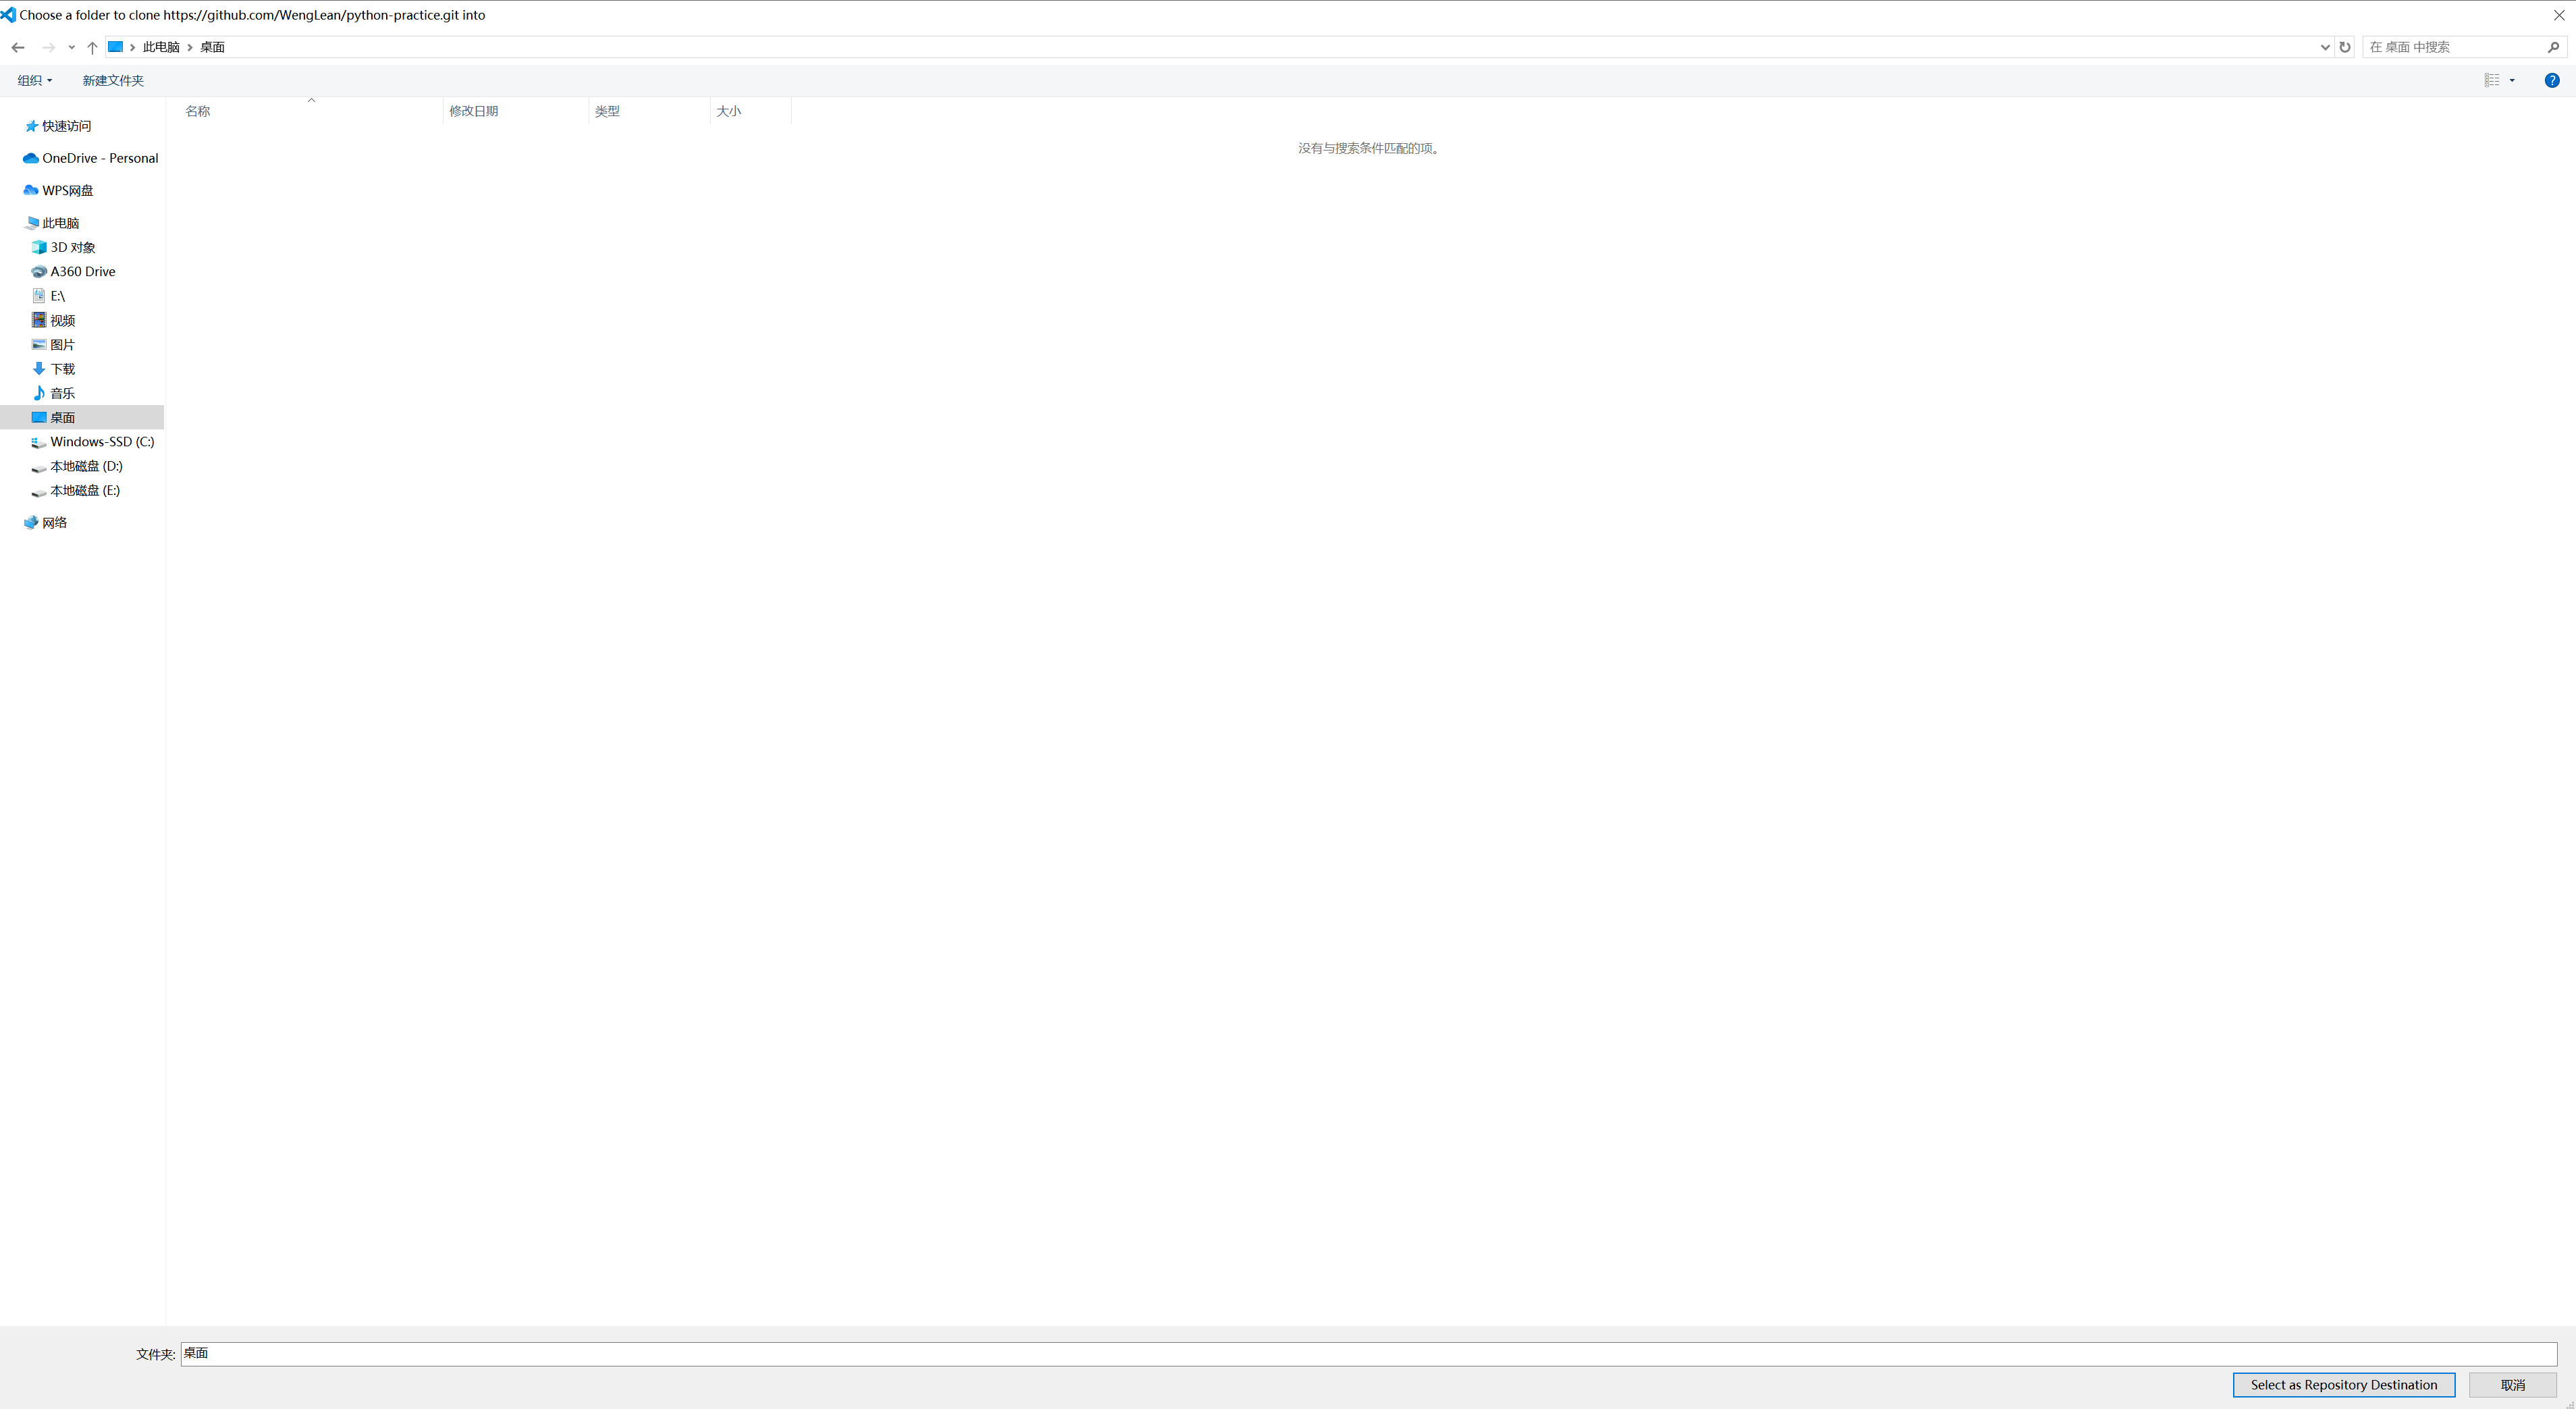 Choose a folder to clone https://github.com/WengLean/python-practice.git into
此电脑 桌面
在 桌面 中搜索
组织 新建文件夹
名称 修改日期 类型 大小
没有与搜索条件匹配的项。
快速访问
OneDrive - Personal
WPS网盘
此电脑
3D 对象
A360 Drive
E:\
视频
图片
下载
音乐
桌面
Windows-SSD (C:)
本地磁盘 (D:)
本地磁盘 (E:)
网络
文件夹: 桌面
Select as Repository Destination 取消